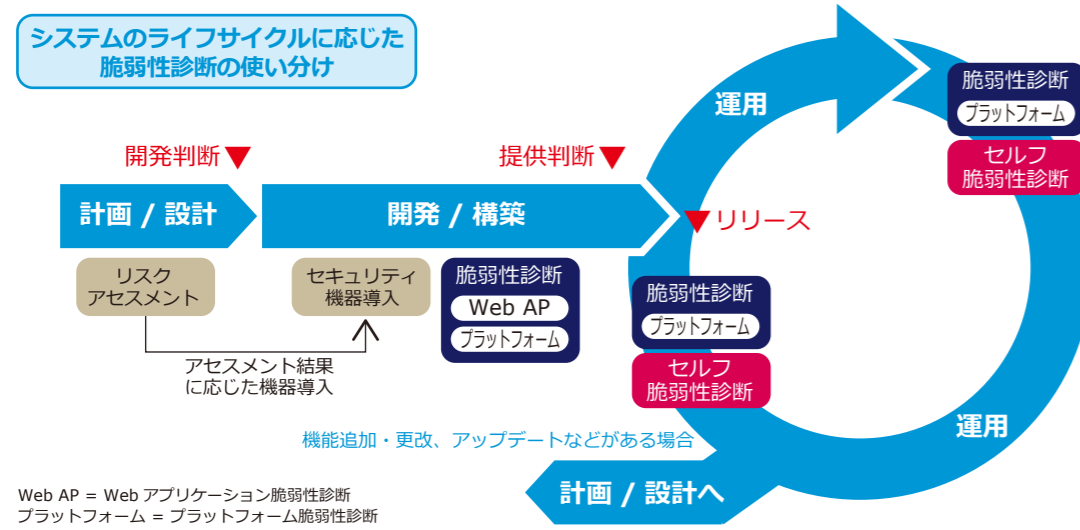 システムのライフサイクルに応じた
脆弱性診断の使い分け
開発判断▼
提供判断▼
計画 / 設計
開発 / 構築
▼リリース
運用
脆弱性診断
プラットフォーム
セルフ
脆弱性診断
リスク
アセスメント
セキュリティ
機器導入
脆弱性診断
Web AP
プラットフォーム
脆弱性診断
プラットフォーム
セルフ
脆弱性診断
アセスメント結果
に応じた機器導入
運用
機能追加・更改、アップデートなどがある場合
計画 / 設計へ
Web AP = Web アプリケーション脆弱性診断
プラットフォーム = プラットフォーム脆弱性診断